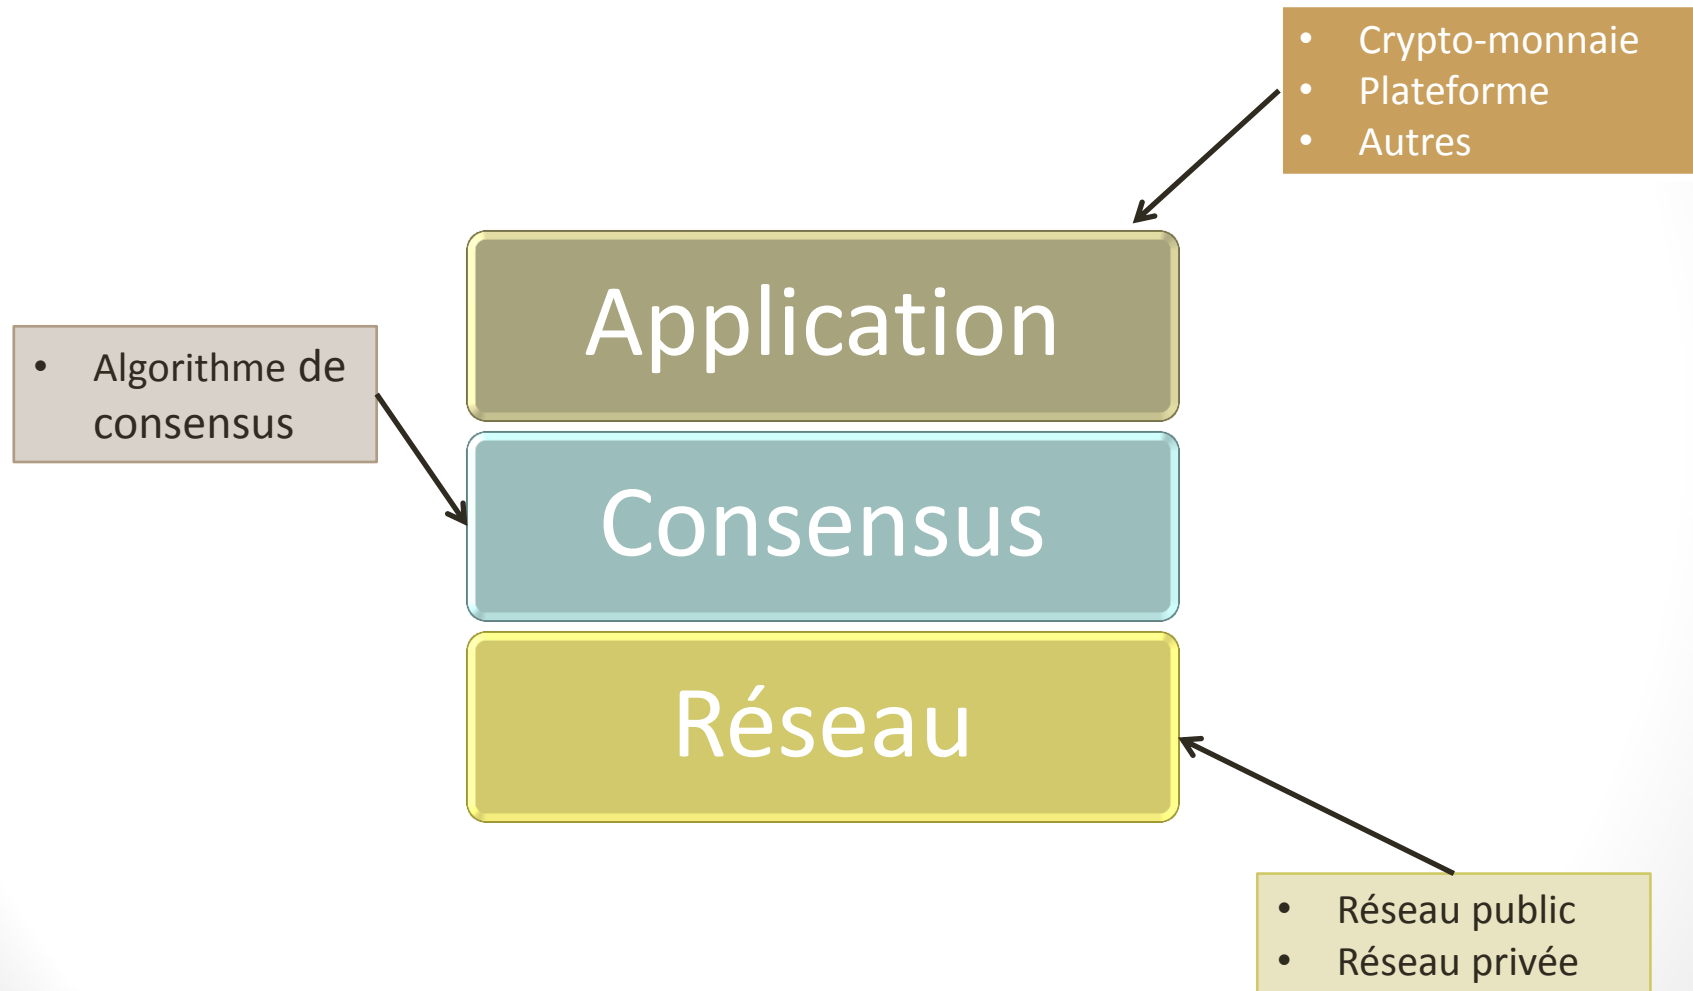 • Crypto-monnaie
• Plateforme
• Autres
Application
• Algorithme de
consensus
Consensus
Réseau
• Réseau public
• Réseau privée